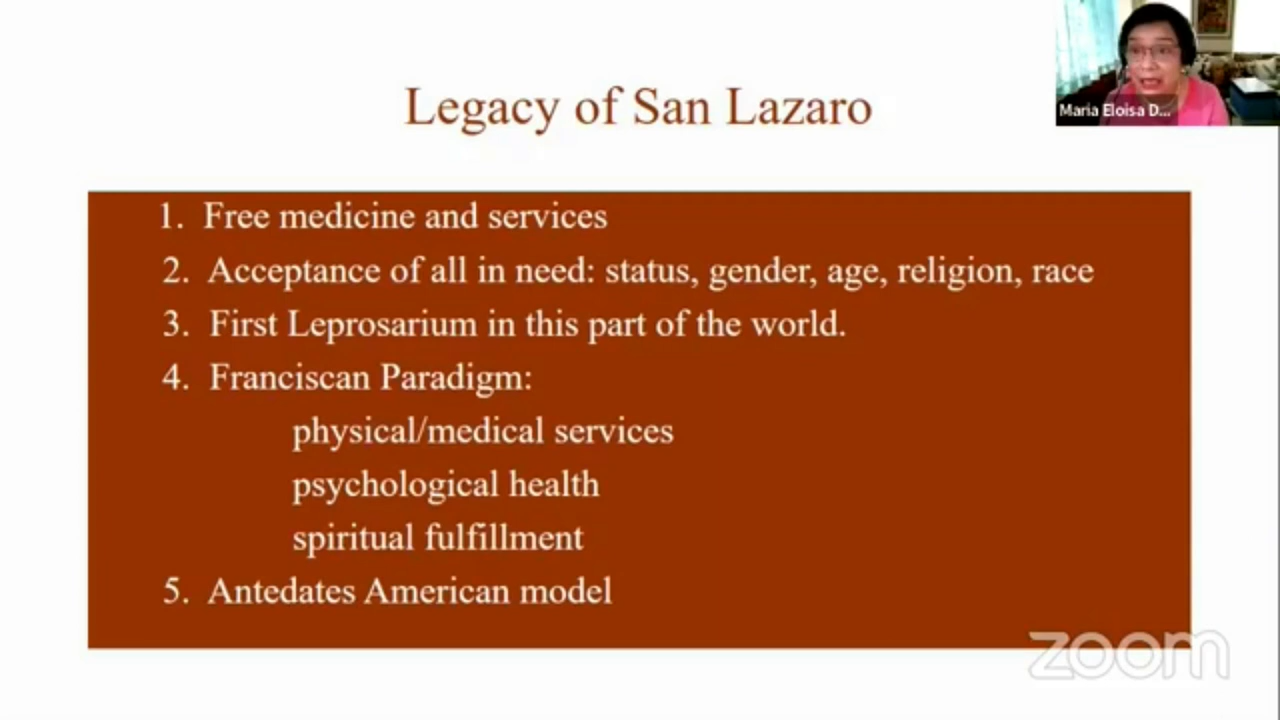 Maria Eloisa D...
Legacy of San Lazaro
1. Free medicine and services
2. Acceptance of all in need: status, gender, age, religion, race
3. First Leprosarium in this part of the world.
4. Franciscan Paradigm:
physical/medical services
psychological health
spiritual fulfillment
5. Antedates American model
zoom